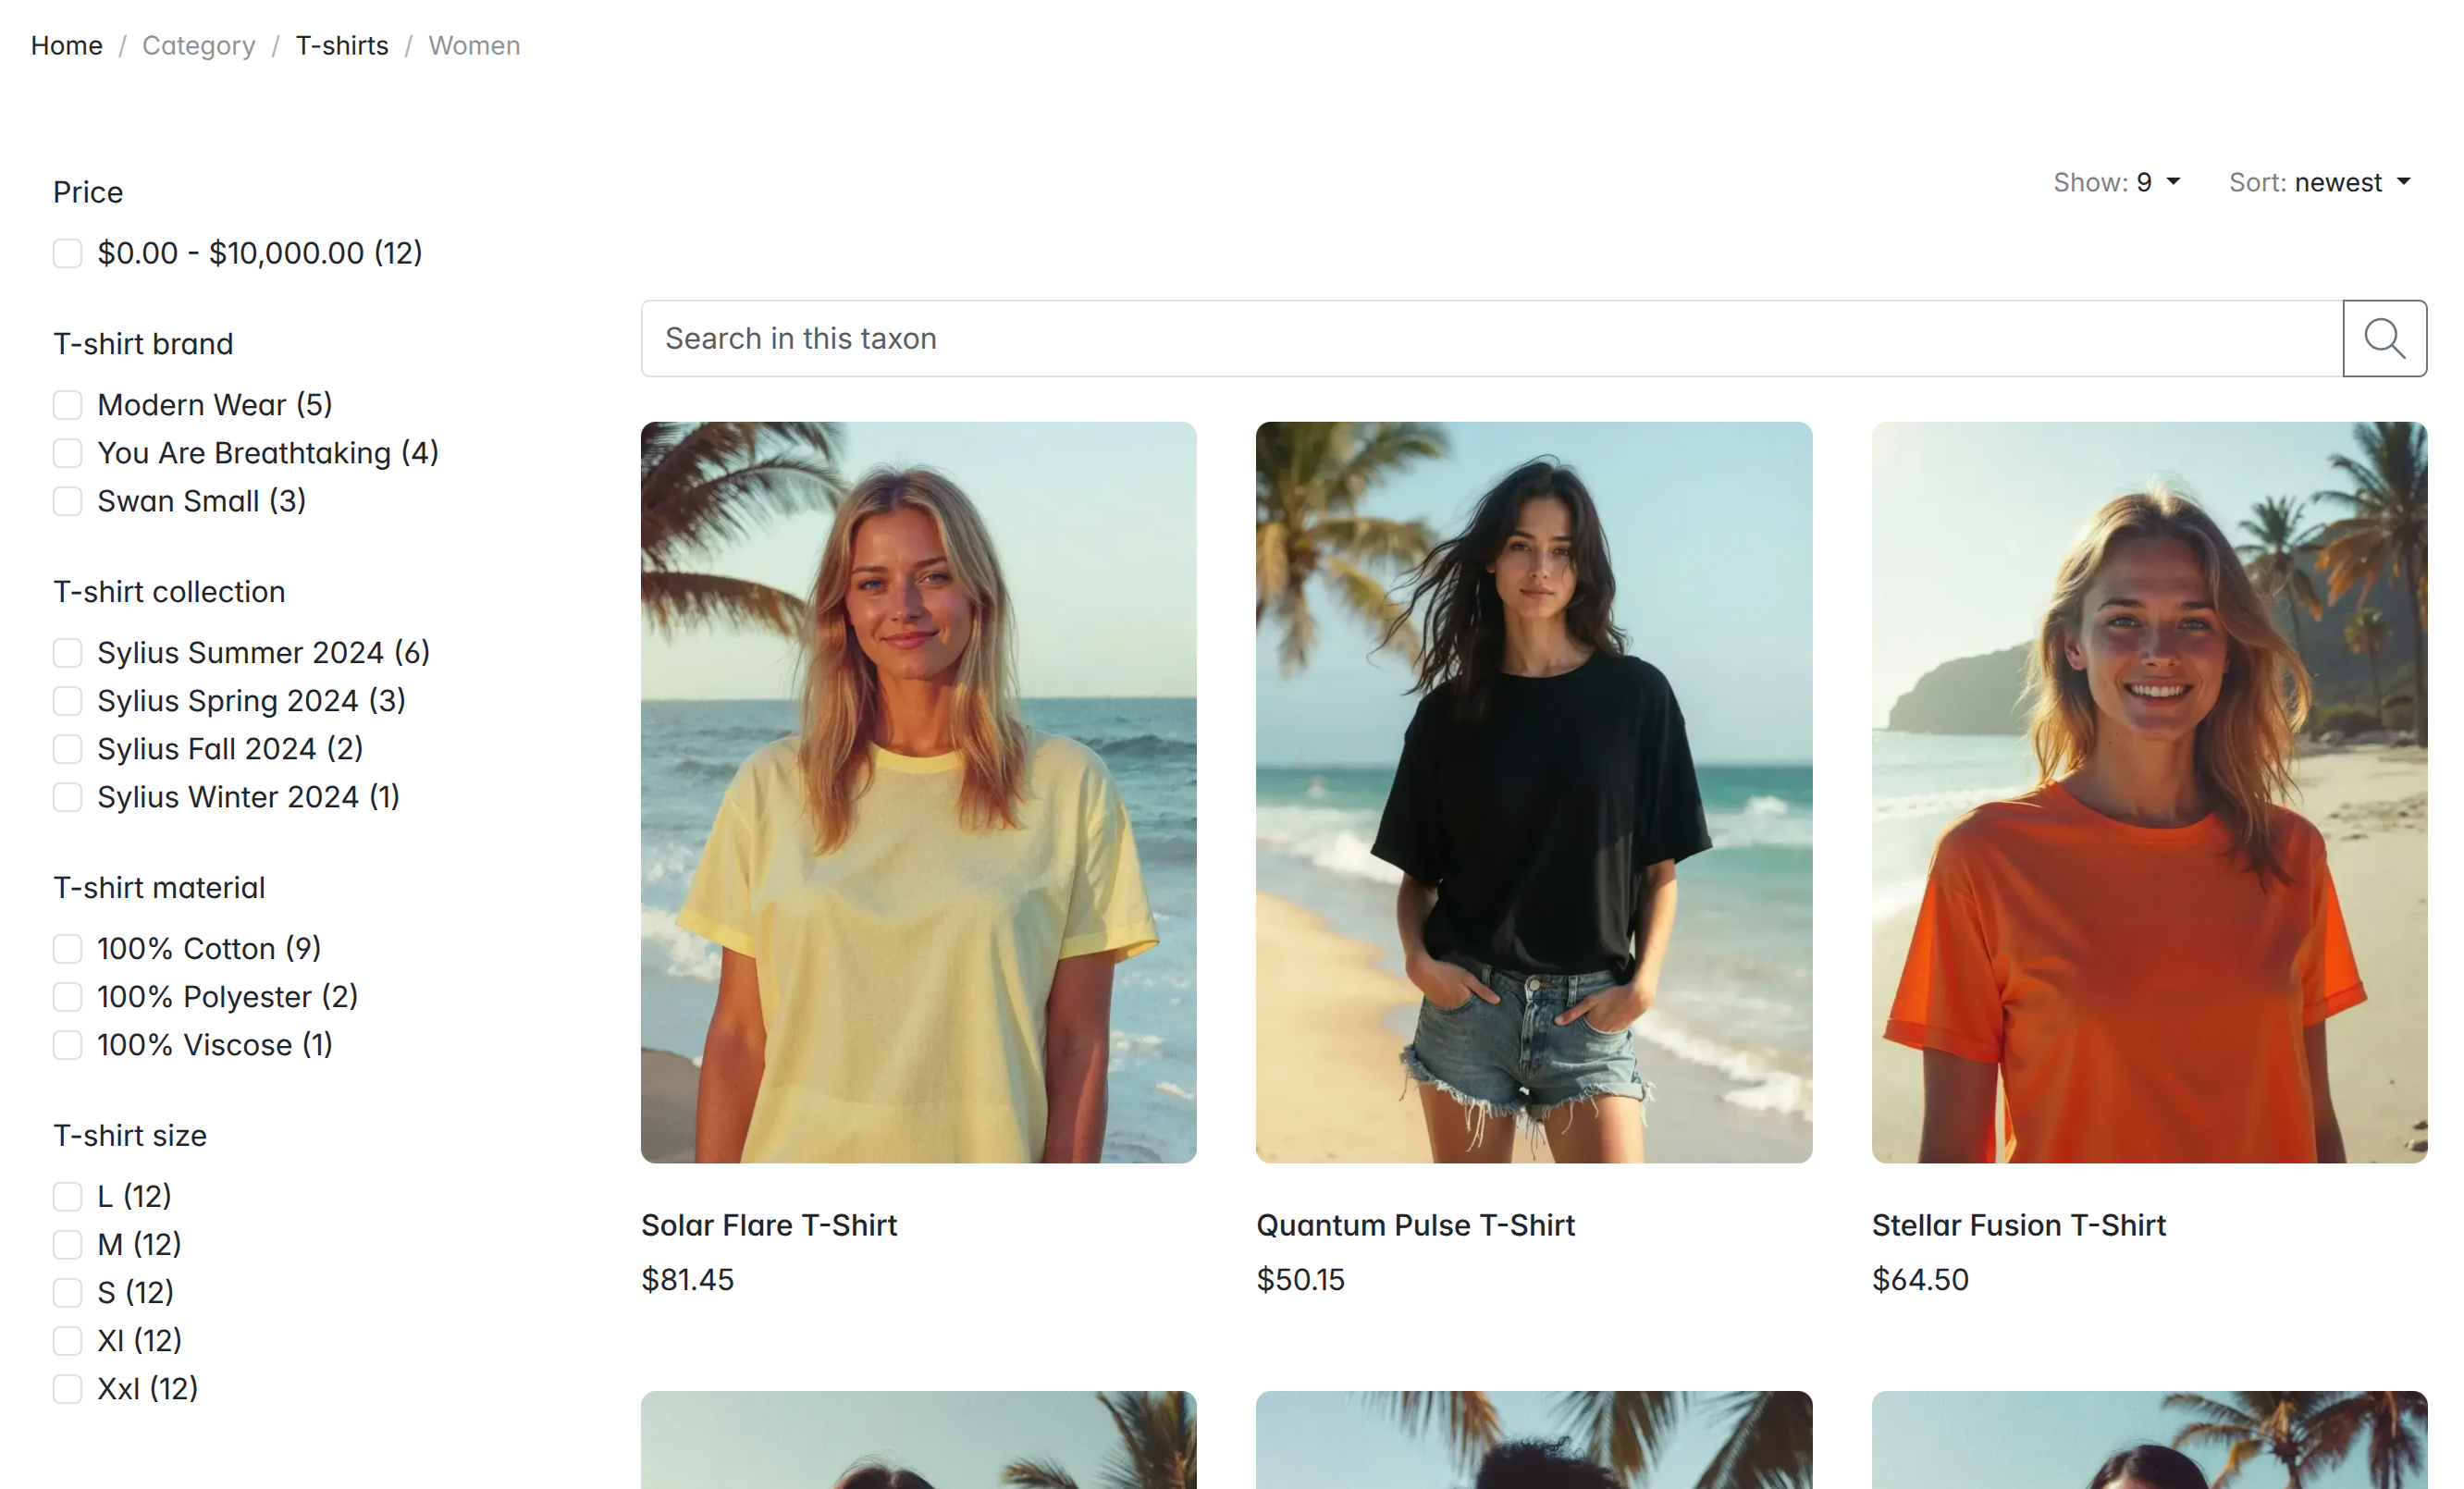 Home / Category / T-shirts / Women
Show: 9 Sort: newest
Price
$0.00 - $10,000.00 (12)
T-shirt brand
Modern Wear (5)
You Are Breathtaking (4)
Swan Small (3)
T-shirt collection
Sylius Summer 2024 (6)
Sylius Spring 2024 (3)
Sylius Fall 2024 (2)
Sylius Winter 2024 (1)
T-shirt material
100% Cotton (9)
100% Polyester (2)
100% Viscose (1)
T-shirt size
L (12)
M (12)
S (12)
Xl (12)
Xxl (12)
Search in this taxon
Solar Flare T-Shirt
$81.45
Quantum Pulse T-Shirt
$50.15
Stellar Fusion T-Shirt
$64.50